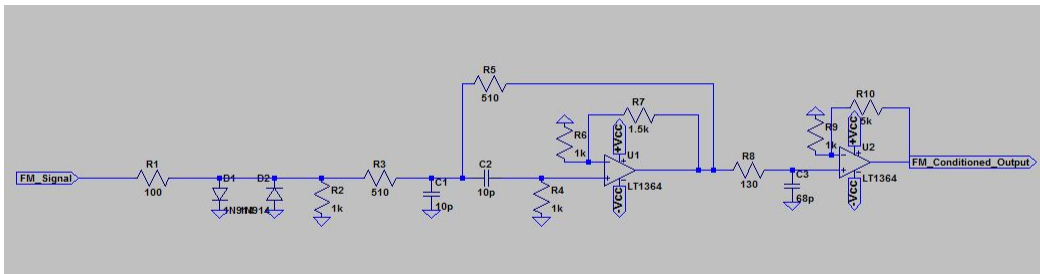 R5
510
R10
5k
R7
1.5k
+Vcc
+Vcc
R6
1k
R9
1k
U1
U2
FM_Signal
R1
100
D1
D2
1N914
R2
1k
R3
510
C1
10p
C2
10p
R4
1k
LT1364
-Vcc
R8
130
C3
68p
LT1364
-Vcc
FM_Conditioned_Output